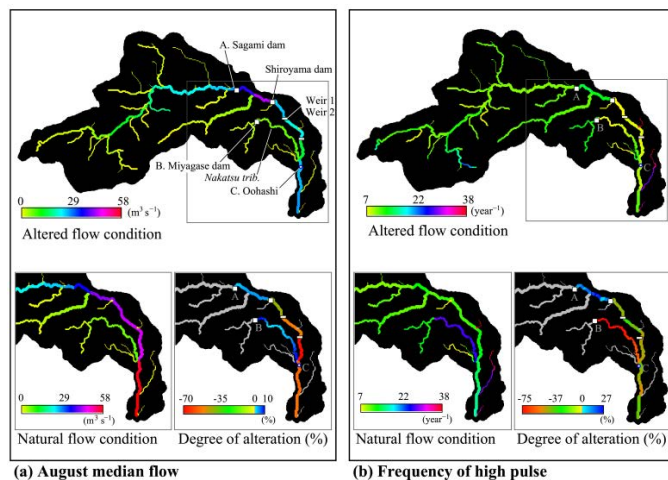 A. Sagami dam
Shiroyama dam
Weir 1
Weir 2
B. Miyagase dam
Nakatsu trib.
C. Oohashi
0 29 58
(m³ s⁻¹)
Altered flow condition
0 29 58
(m³ s⁻¹)
Natural flow condition
A
B
C
-70 -35 0 10
(%)
Degree of alteration (%)
(a) August median flow
A
B
C
7 22 38
(year⁻¹)
Altered flow condition
7 22 38
(year⁻¹)
Natural flow condition
A
B
C
-75 -37 0 27
(%)
Degree of alteration (%)
(b) Frequency of high pulse